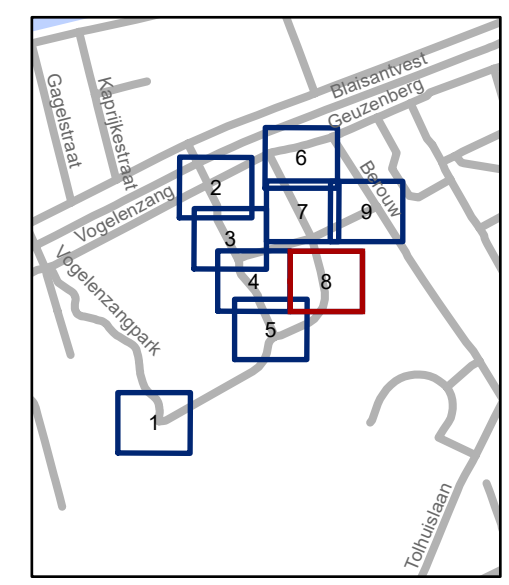 Blaisantvest
Geuzenberg
Gagelstraat
Kaprijkestraat
6
Berouw
2
Vogelenzang
7
9
3
Vogelenzangpark
4
8
5
1
Tolhuislaan